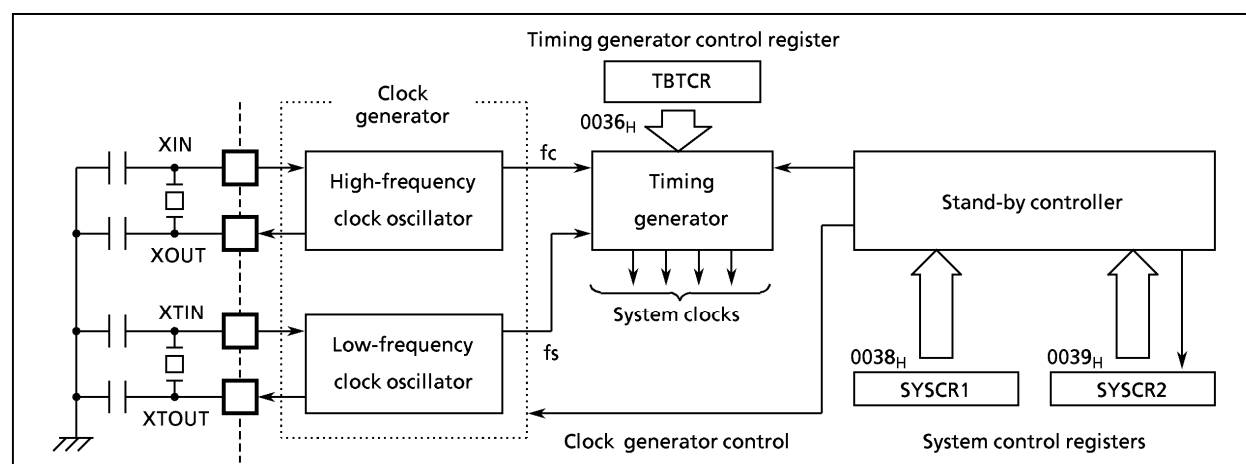 Timing generator control register
TBTCR
0036H
Clock
generator
XIN
High-frequency
clock oscillator
fc
Timing
generator
Stand-by controller
XOUT
System clocks
XTIN
Low-frequency
clock oscillator
fs
XTOUT
0038H
SYSCR1
0039H
SYSCR2
Clock generator control
System control registers